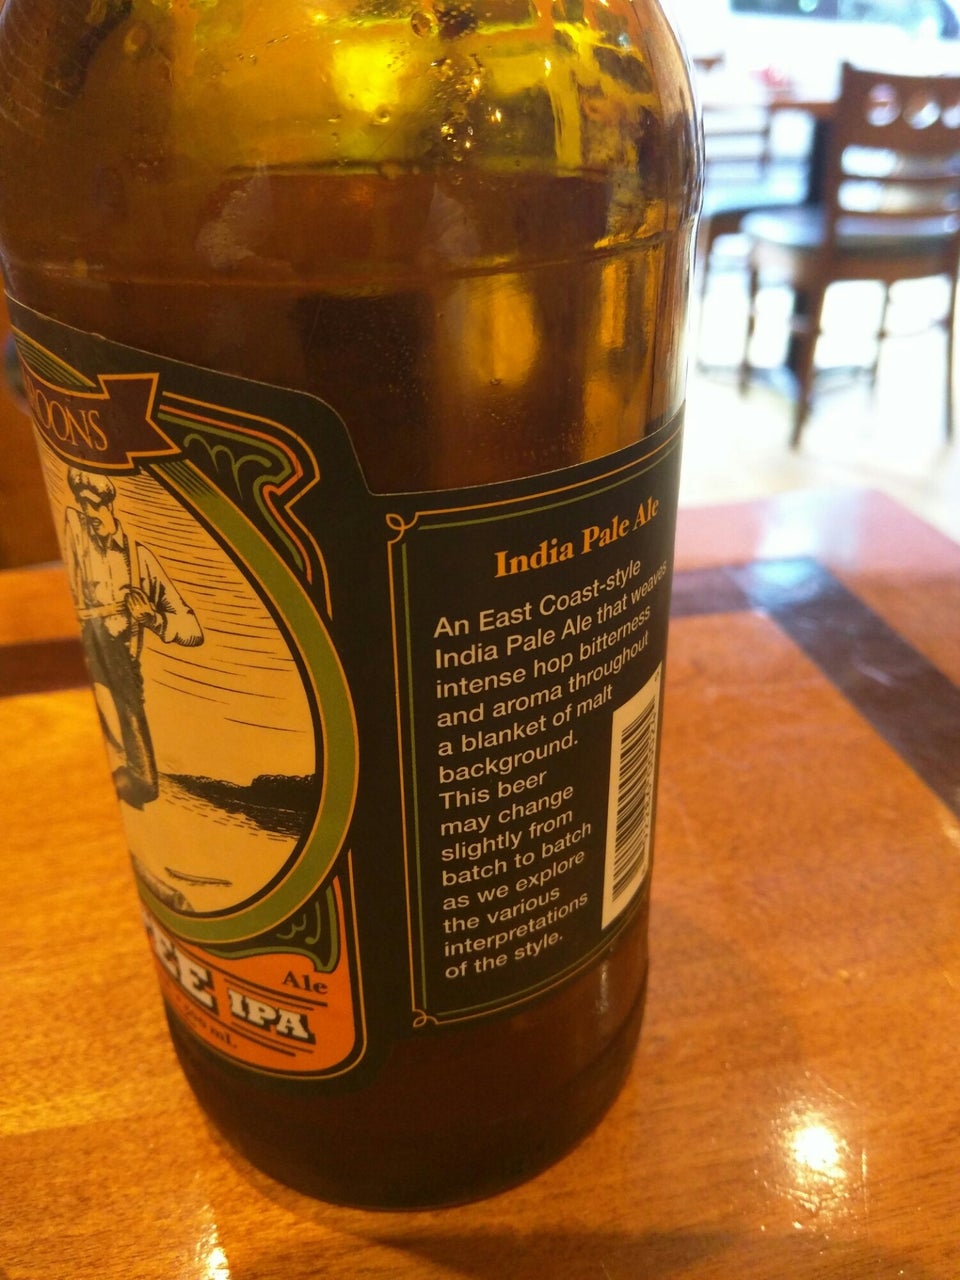 OONS
Ale
IPA
mL
India Pale Ale
An East Coast-style
India Pale Ale that weaves
intense hop bitterness
and aroma throughout
a blanket of malt
background.
This beer
may change
slightly from
batch to batch
as we explore
the various
interpretations
of the style.